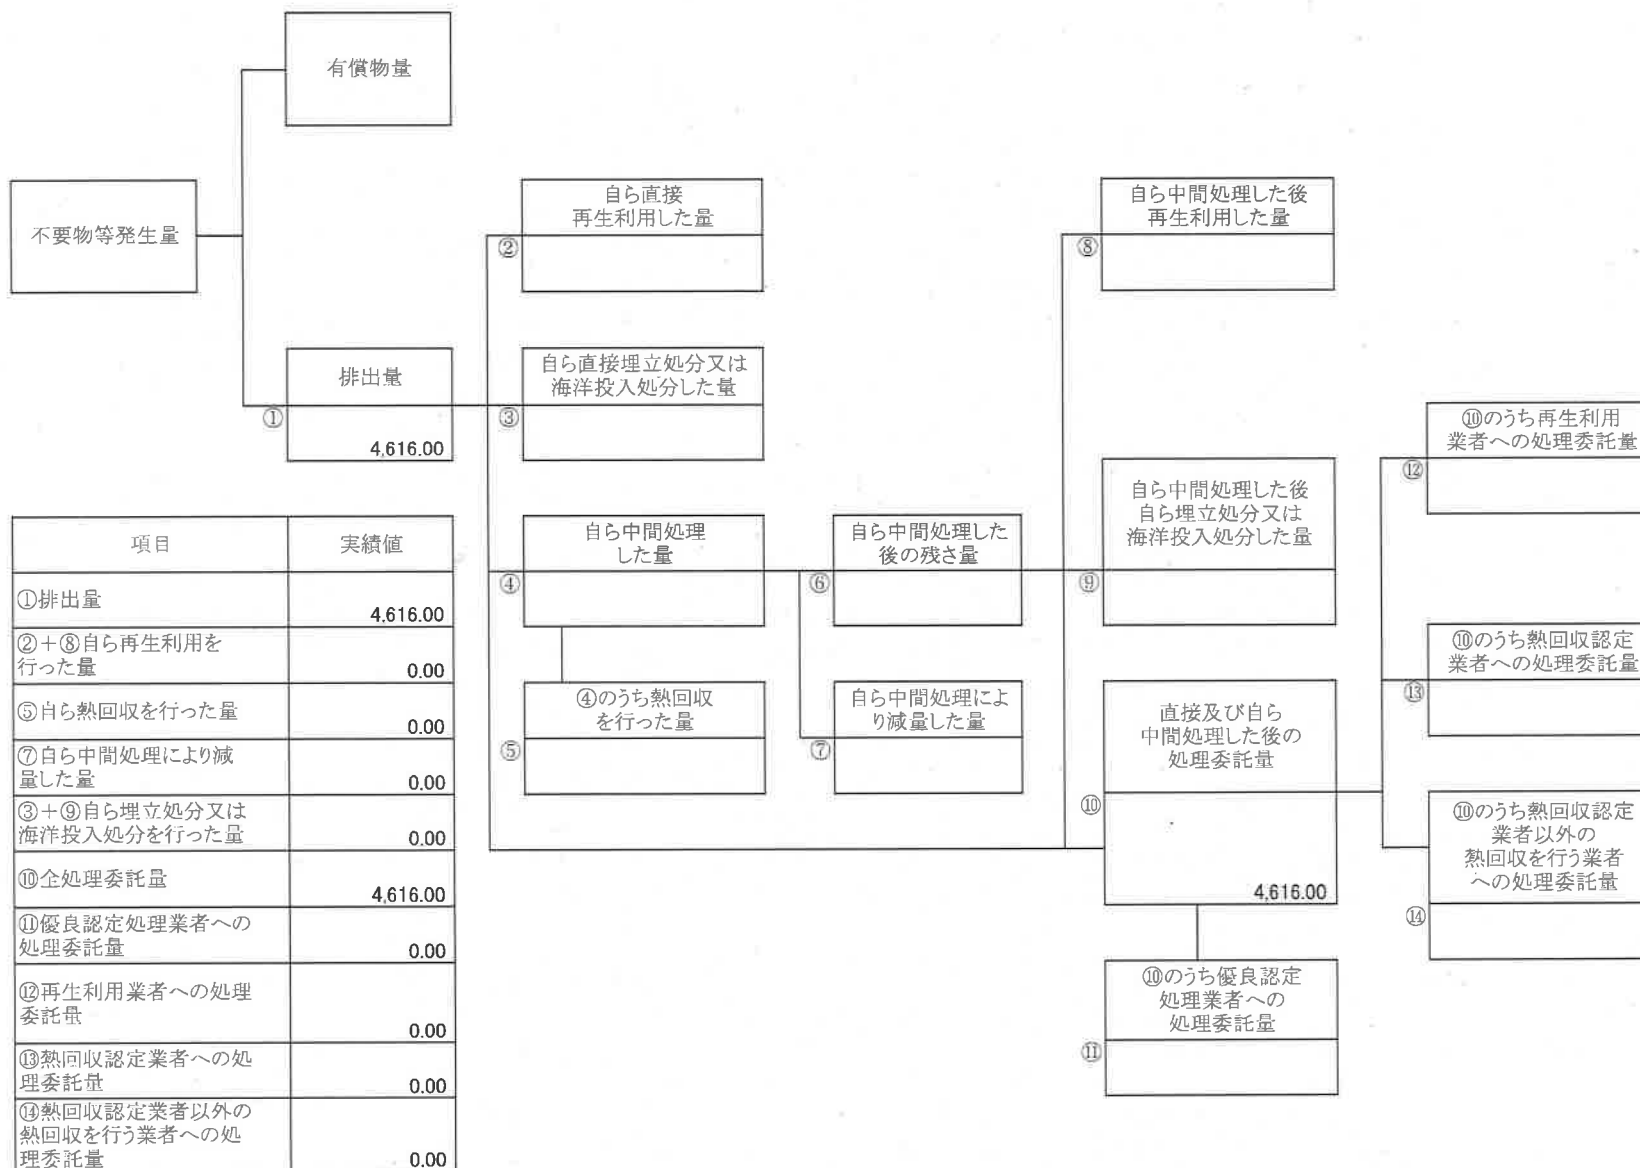 有償物量
不要物等発生量
自ら直接
再生利用した量
②
自ら中間処理した後
再生利用した量
⑧
排出量
①
4,616.00
自ら直接埋立処分又は
海洋投入処分した量
③
⑩のうち再生利用
業者への処理委託量
⑫
自ら中間処理
した量
④
自ら中間処理した
後の残さ量
⑥
自ら中間処理した後
自ら埋立処分又は
海洋投入処分した量
⑨
⑩のうち熱回収認定
業者への処理委託量
⑬
④のうち熱回収
を行った量
⑤
自ら中間処理によ
り減量した量
⑦
直接及び自ら
中間処理した後の
処理委託量
⑩
4,616.00
⑩のうち熱回収認定
業者以外の
熱回収を行う業者
への処理委託量
⑭
⑩のうち優良認定
処理業者への
処理委託量
⑪
項目
実績値
①排出量
4,616.00
②+⑧自ら再生利用を
行った量
0.00
⑤自ら熱回収を行った量
0.00
⑦自ら中間処理により減
量した量
0.00
③+⑨自ら埋立処分又は
海洋投入処分を行った量
0.00
⑩全処理委託量
4,616.00
⑪優良認定処理業者への
処理委託量
0.00
⑫再生利用業者への処理
委託量
0.00
⑬熱回収認定業者への処
理委託量
0.00
⑭熱回収認定業者以外の
熱回収を行う業者への処
理委託量
0.00